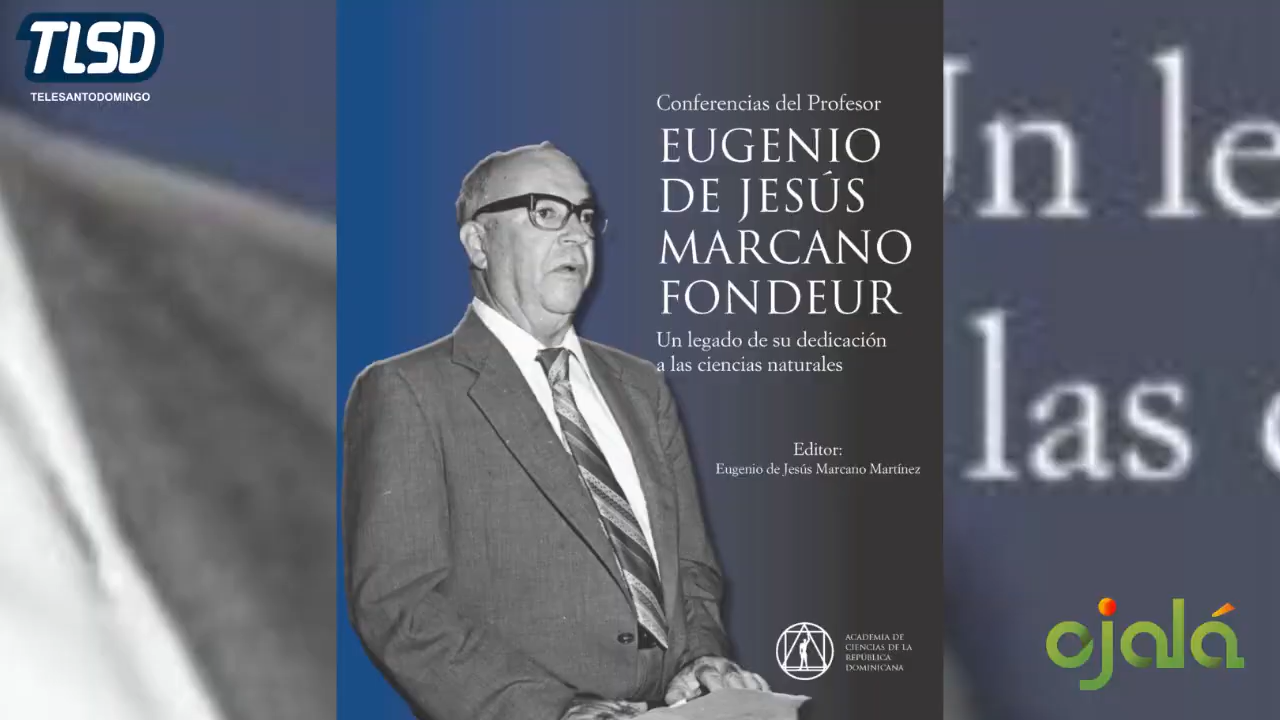 TLSD
TELESANTODOMINGO
Conferencias del Profesor
EUGENIO
DE JESÚS
MARCANO
FONDEUR
Un legado de su dedicación
a las ciencias naturales
Editor:
Eugenio de Jesús Marcano Martínez
ACADEMIA DE
CIENCIAS DE LA
REPÚBLICA
DOMINICANA
Un le
las
ojalá